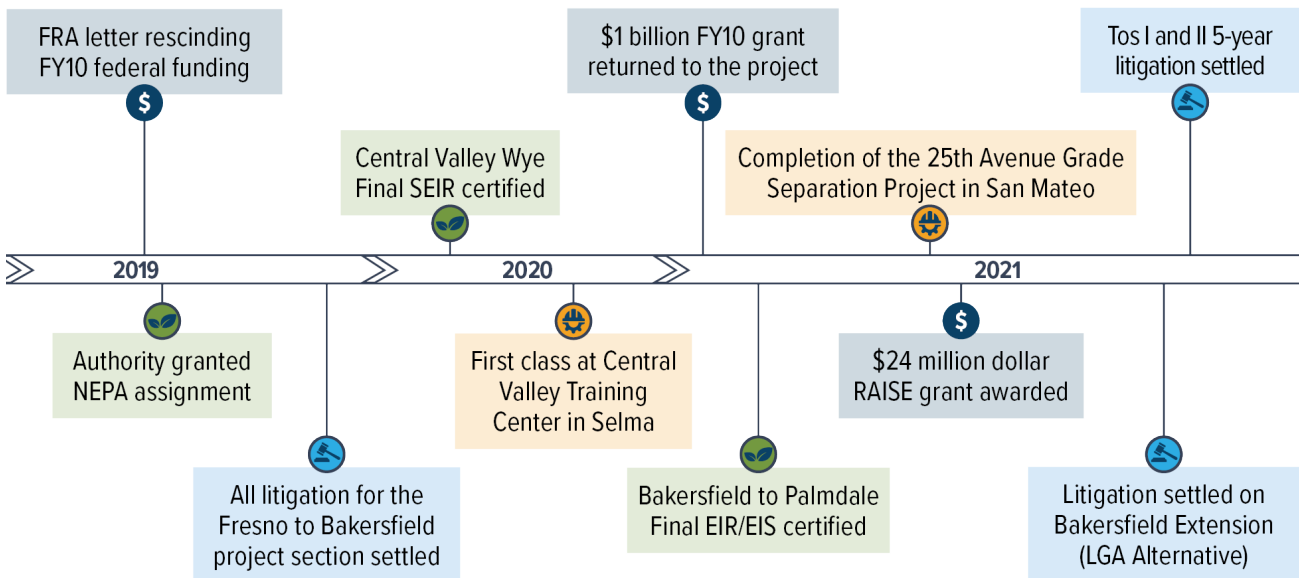 FRA letter rescinding
FY10 federal funding
$
$1 billion FY10 grant
returned to the project
$
Tos I and II 5-year
litigation settled
Central Valley Wye
Final SEIR certified
Completion of the 25th Avenue Grade
Separation Project in San Mateo
2019
2020
2021
Authority granted
NEPA assignment
First class at Central
Valley Training
Center in Selma
$
$24 million dollar
RAISE grant awarded
All litigation for the
Fresno to Bakersfield
project section settled
Bakersfield to Palmdale
Final EIR/EIS certified
Litigation settled on
Bakersfield Extension
(LGA Alternative)